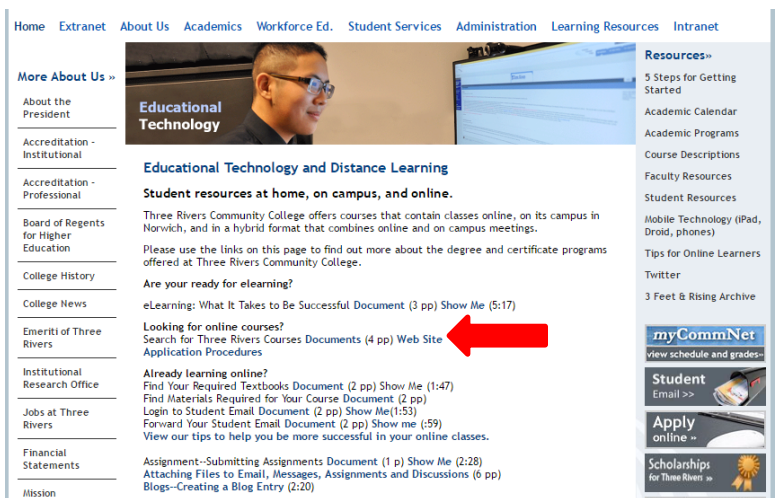 Home Extranet About Us Academics Workforce Ed. Student Services Administration Learning Resources Intranet
More About Us »
About the
President
Accreditation -
Institutional
Accreditation -
Professional
Board of Regents
for Higher
Education
College History
College News
Emeriti of Three
Rivers
Institutional
Research Office
Jobs at Three
Rivers
Financial
Statements
Mission
Educational
Technology
Educational Technology and Distance Learning
Student resources at home, on campus, and online.
Three Rivers Community College offers courses that contain classes online, on its campus in
Norwich, and in a hybrid format that combines online and on campus meetings.
Please use the links on this page to find out more about the degree and certificate programs
offered at Three Rivers Community College.
Are your ready for elearning?
eLearning: What It Takes to Be Successful Document (3 pp) Show Me (5:17)
Looking for online courses?
Search for Three Rivers Courses Documents (4 pp) Web Site
Application Procedures
Already learning online?
Find Your Required Textbooks Document (2 pp) Show Me (1:47)
Find Materials Required for Your Course Document (2 pp)
Login to Student Email Document (2 pp) Show Me(1:53)
Forward Your Student Email Document (2 pp) Show me (:59)
View our tips to help you be more successful in your online classes.
Assignment--Submitting Assignments Document (1 p) Show Me (2:28)
Attaching Files to Email, Messages, Assignments and Discussions (6 pp)
Blogs--Creating a Blog Entry (2:20)
Resources»
5 Steps for Getting
Started
Academic Calendar
Academic Programs
Course Descriptions
Faculty Resources
Student Resources
Mobile Technology (iPad,
Droid, phones)
Tips for Online Learners
Twitter
3 Feet & Rising Archive
myCommNet
view schedule and grades»
Student
Email >>
Apply
online »
Scholarships
for Three Rivers »